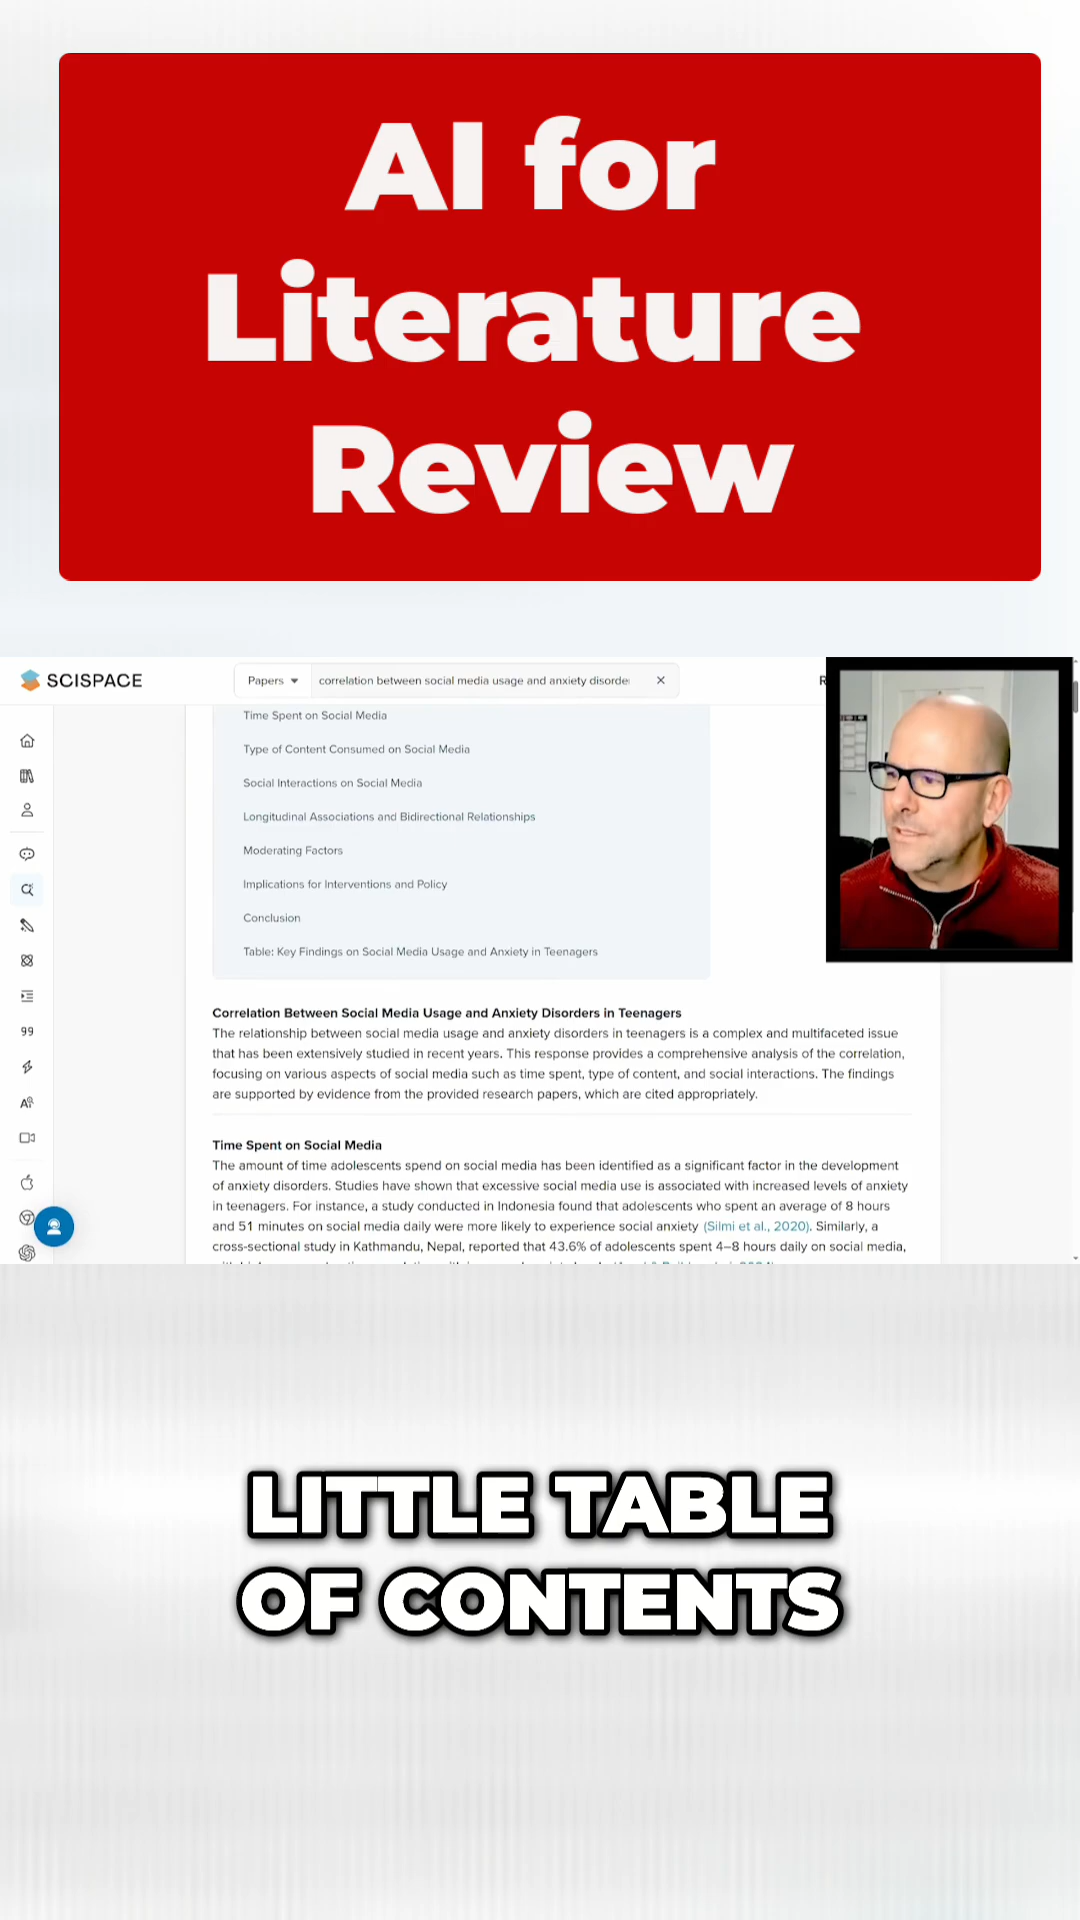 AI for
Literature
Review
SCISPACE
Papers
correlation between social media usage and anxiety disorde
R
Time Spent on Social Media
Type of Content Consumed on Social Media
Social Interactions on Social Media
Longitudinal Associations and Bidirectional Relationships
Moderating Factors
Implications for Interventions and Policy
Conclusion
Table: Key Findings on Social Media Usage and Anxiety in Teenagers
Correlation Between Social Media Usage and Anxiety Disorders in Teenagers
The relationship between social media usage and anxiety disorders in teenagers is a complex and multifaceted issue
that has been extensively studied in recent years. This response provides a comprehensive analysis of the correlation,
focusing on various aspects of social media such as time spent, type of content, and social interactions. The findings
are supported by evidence from the provided research papers, which are cited appropriately.
Time Spent on Social Media
The amount of time adolescents spend on social media has been identified as a significant factor in the development
of anxiety disorders. Studies have shown that excessive social media use is associated with increased levels of anxiety
in teenagers. For instance, a study conducted in Indonesia found that adolescents who spent an average of 8 hours
and 51 minutes on social media daily were more likely to experience social anxiety (Silmi et al., 2020). Similarly, a
cross-sectional study in Kathmandu, Nepal, reported that 43.6% of adolescents spent 4–8 hours daily on social media,
LITTLE TABLE
OF CONTENTS